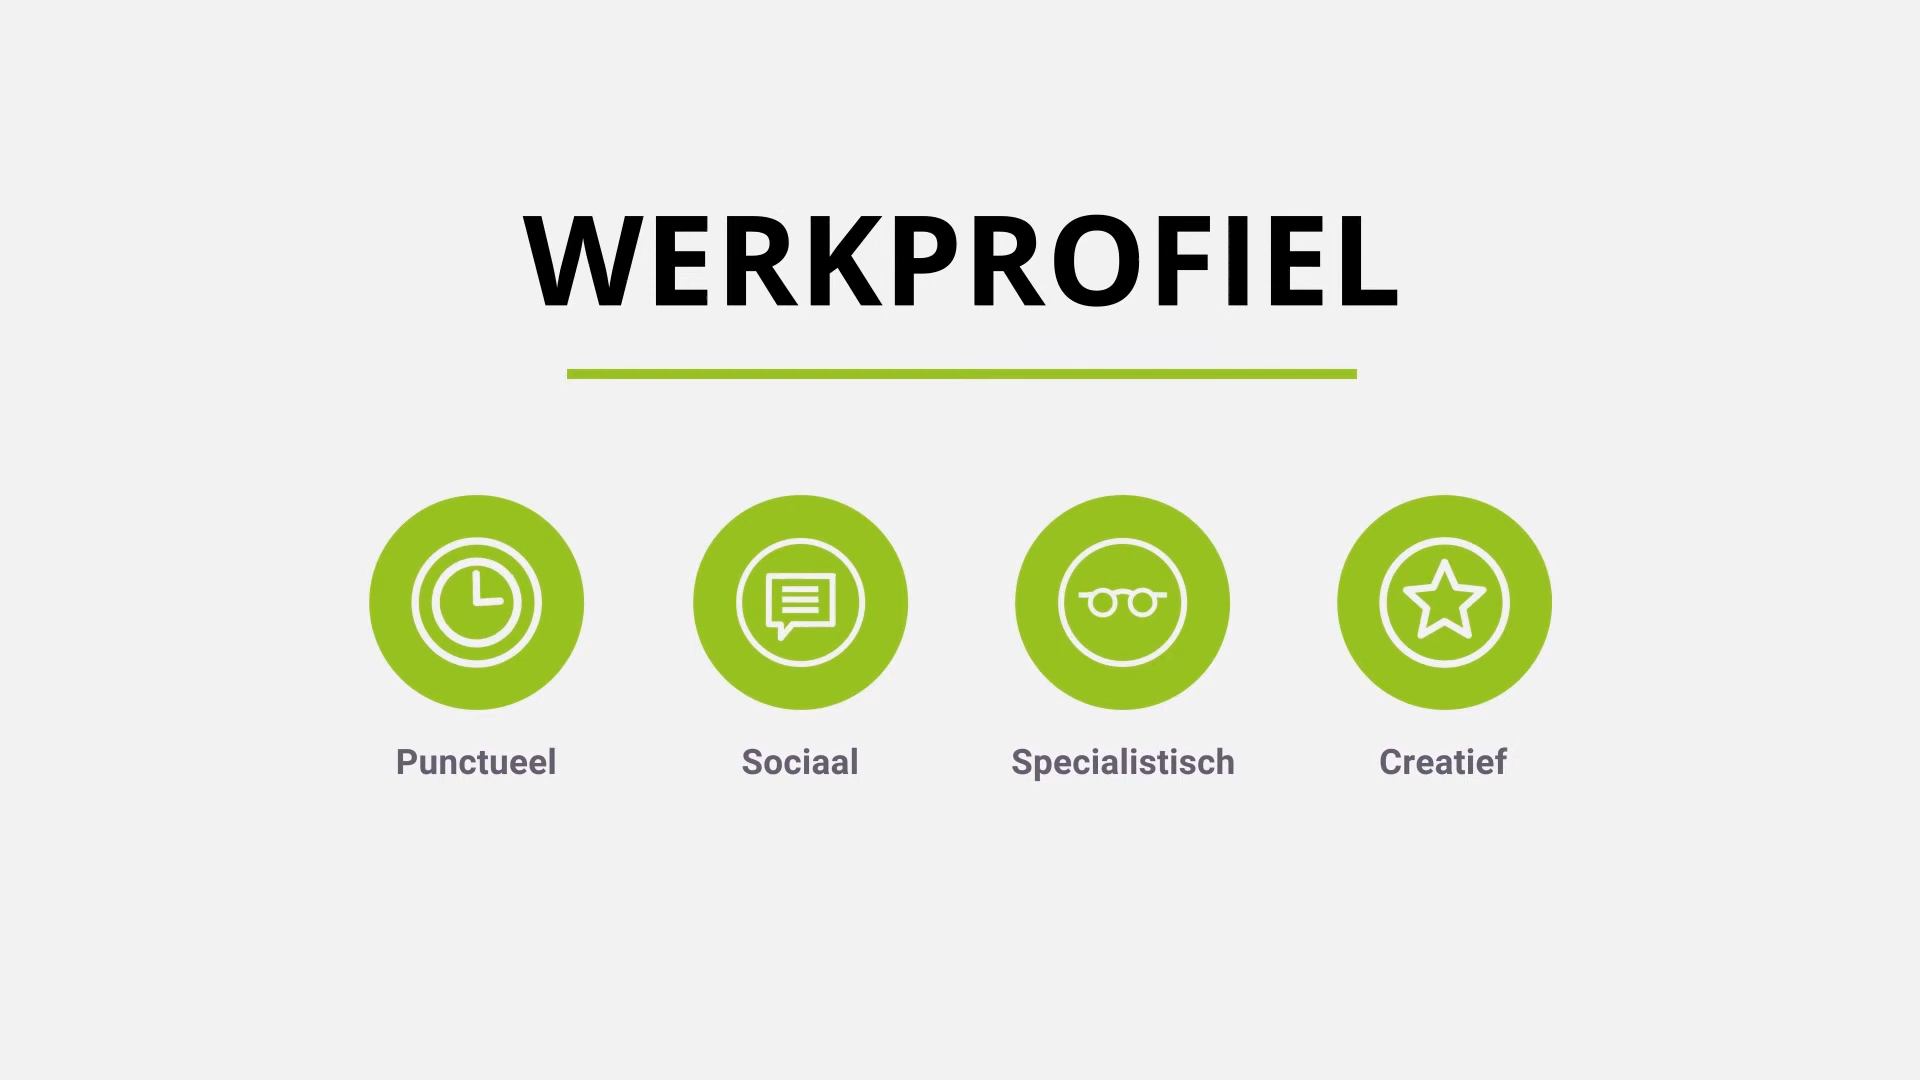 WERKPROFIEL
Punctueel
Sociaal
Specialistisch
Creatief